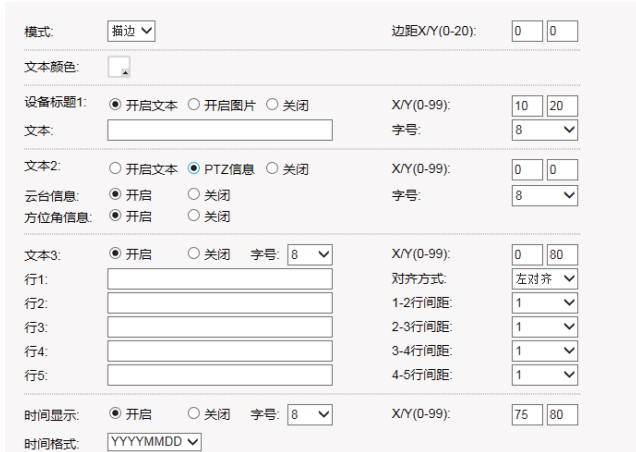 模式: 描边 边距X/Y(0-20): 0 0
文本颜色:
设备标题1: 开启文本 开启图片 关闭 X/Y(0-99): 10 20
文本: 字号: 8
文本2: 开启文本 PTZ信息 关闭 X/Y(0-99): 0 0
云台信息: 开启 关闭 字号: 8
方位角信息: 开启 关闭
文本3: 开启 关闭 字号: 8 X/Y(0-99): 0 80
行1: 对齐方式: 左对齐
行2: 1-2行间距: 1
行3: 2-3行间距: 1
行4: 3-4行间距: 1
行5: 4-5行间距: 1
时间显示: 开启 关闭 字号: 8 X/Y(0-99): 75 80
时间格式: YYYYMMDD